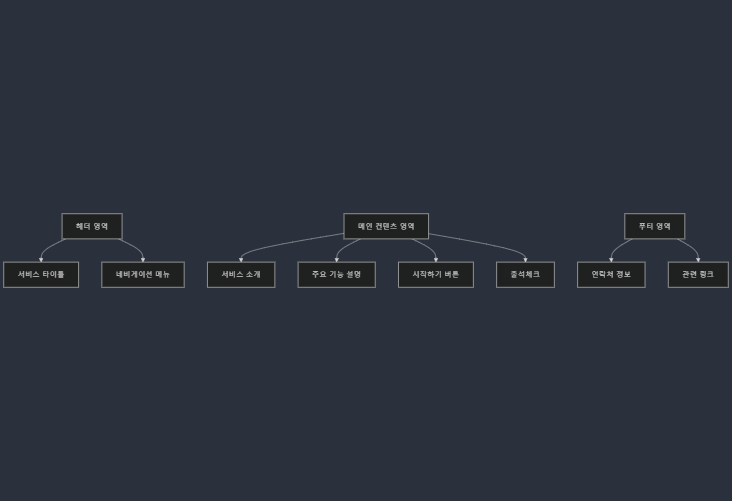 헤더 영역
메인 컨텐츠 영역
푸터 영역
서비스 타이틀
네비게이션 메뉴
서비스 소개
주요 기능 설명
시작하기 버튼
출석체크
연락처 정보
관련 링크